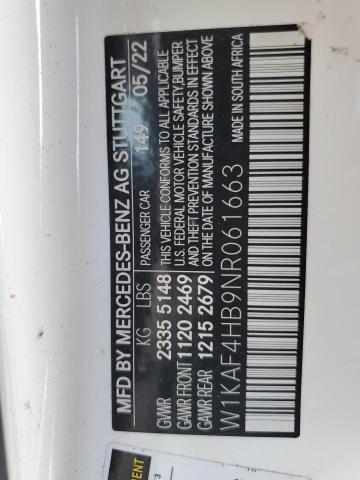 MFD BY MERCEDES-BENZ AG STUTTGART
KG LBS PASSENGER CAR 149 05/22
GVWR 2335 5148
GAWR FRONT 1120 2469
GAWR REAR 1215 2679
THIS VEHICLE CONFORMS TO ALL APPLICABLE
U.S.FEDERAL MOTOR VEHICLE SAFETY,BUMPER
AND THEFT PREVENTION STANDARDS IN EFFECT
ON THE DATE OF MANUFACTURE SHOWN ABOVE
W1KAF4HB9NR061663
MADE IN SOUTH AFRICA